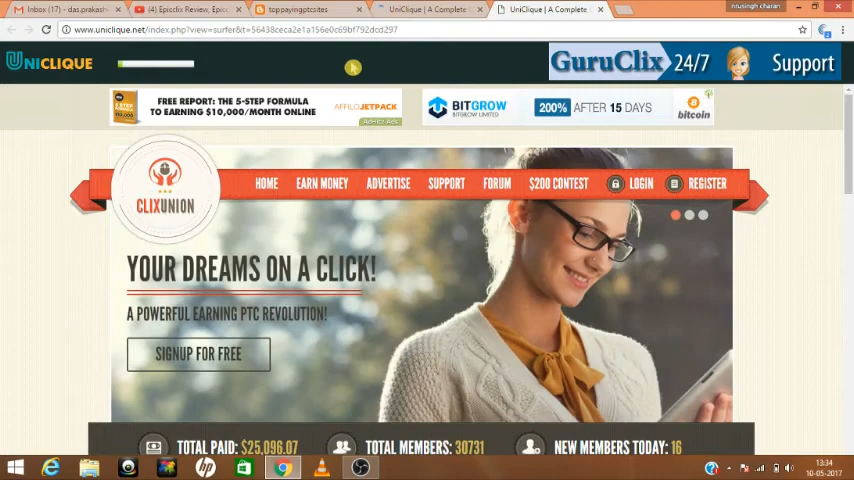 nrusingh charan
Inbox (17) - das.prakash
(4) Epicclix Review, Epicc
toppayingptcsites
UniClique | A Complete
UniClique | A Complete
www.uniclique.net/index.php?view=surfer&t=56438ceca2e1a156e0c69bf792dcd297
UNICLIQUE
GuruClix 24/7 Support
FREE REPORT: THE 5-STEP FORMULA
TO EARNING $10,000/MONTH ONLINE
AFFILOJETPACK
AdHitz Ads
BITGROW
BITGROW LIMITED
200% AFTER 15 DAYS
bitcoin
CLIXUNION
HOME EARN MONEY ADVERTISE SUPPORT FORUM $200 CONTEST LOGIN REGISTER
YOUR DREAMS ON A CLICK!
A POWERFUL EARNING PTC REVOLUTION!
SIGNUP FOR FREE
TOTAL PAID: $25,096.07
TOTAL MEMBERS: 30731
NEW MEMBERS TODAY: 16
13:34
10-05-2017